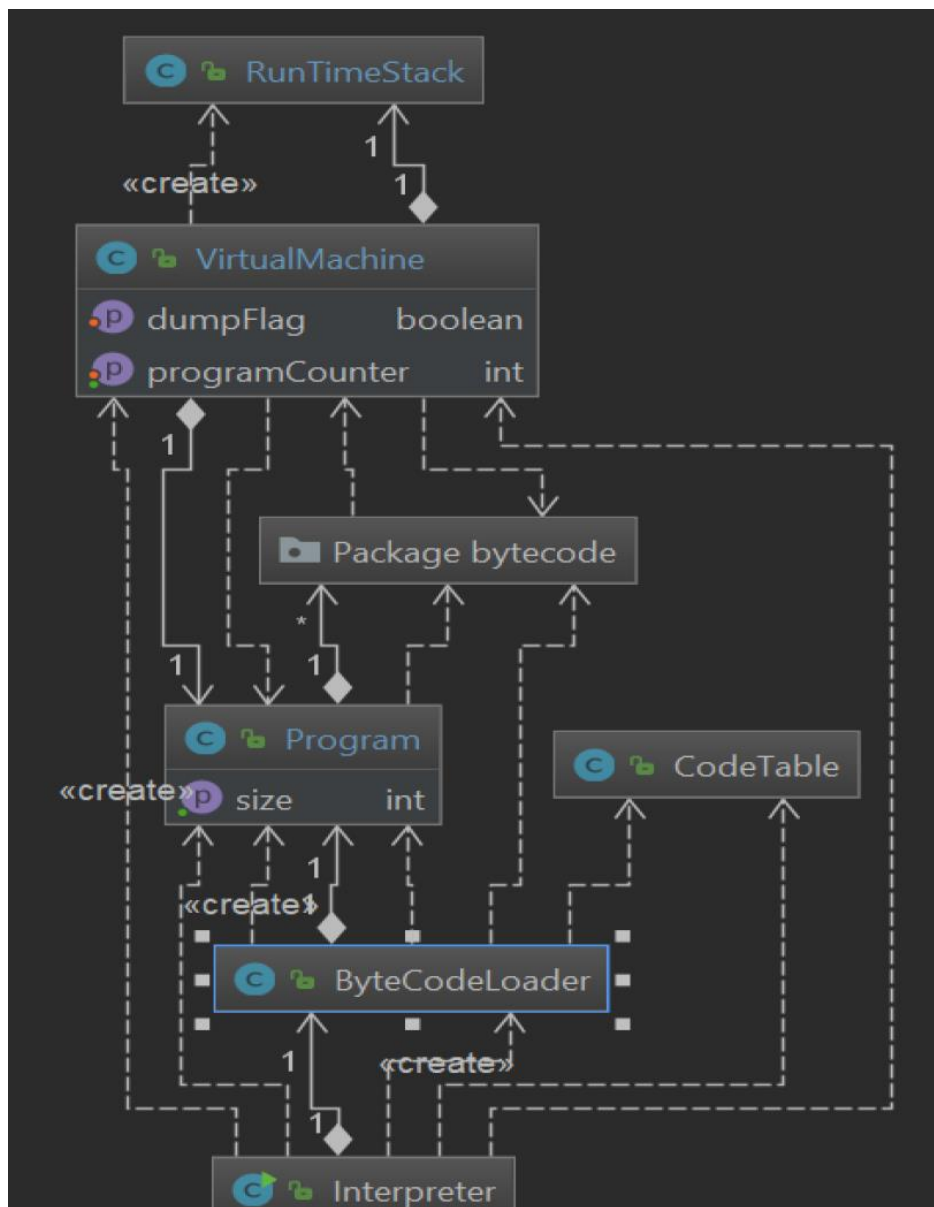 RunTimeStack
1
«create»
1
VirtualMachine
dumpFlag boolean
programCounter int
1
Package bytecode
*
1
1
Program
«create»
size int
CodeTable
1
«create»
1
ByteCodeLoader
1
«create»
1
Interpreter